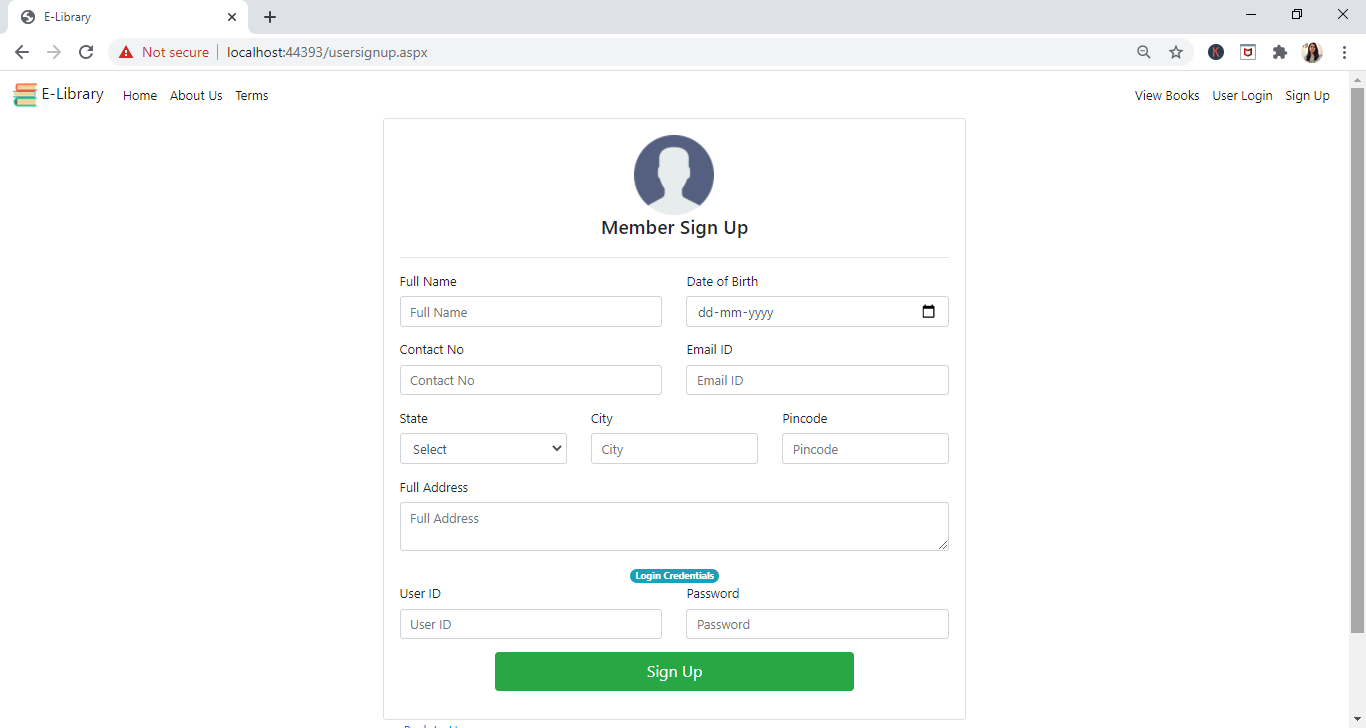 E-Library
Not secure localhost:44393/usersignup.aspx
E-Library Home About Us Terms View Books User Login Sign Up
Member Sign Up
Full Name Date of Birth
Full Name dd-mm-yyyy
Contact No Email ID
Contact No Email ID
State City Pincode
Select City Pincode
Full Address
Full Address
Login Credentials
User ID Password
User ID Password
Sign Up